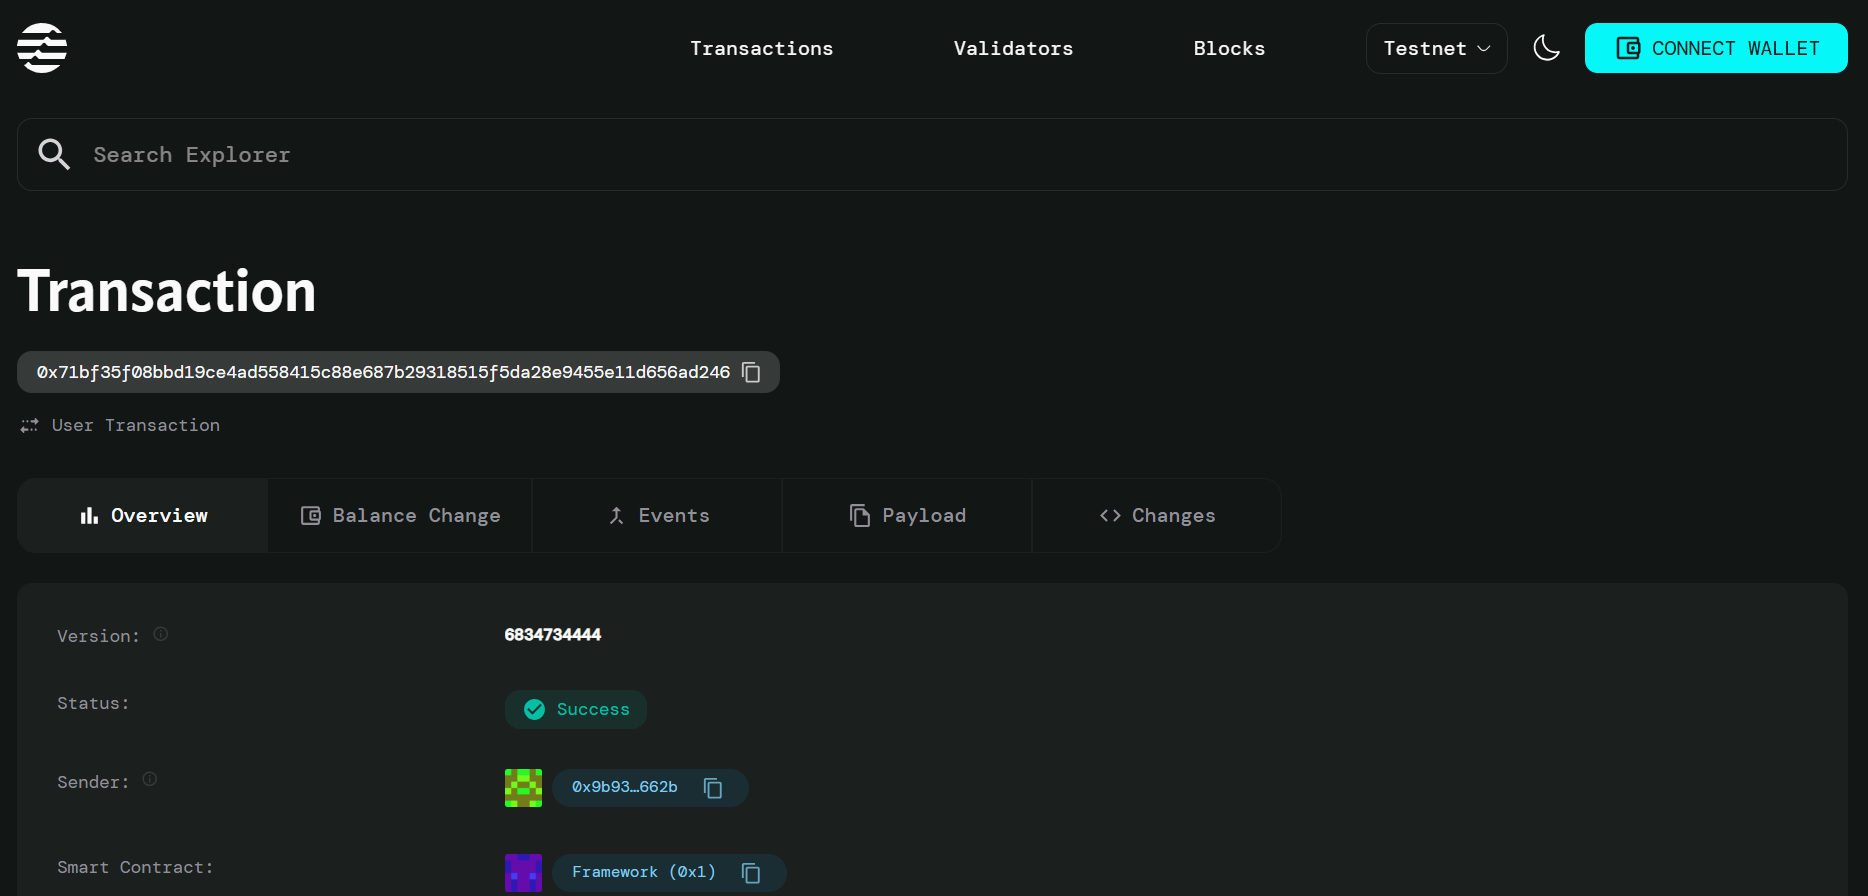 Transactions Validators Blocks Testnet CONNECT WALLET
Search Explorer
Transaction
0x71bf35f08bbd19ce4ad558415c88e687b29318515f5da28e9455e11d656ad246
User Transaction
Overview Balance Change Events Payload Changes
Version: 6834734444
Status: Success
Sender: 0x9b93…662b
Smart Contract: Framework (0x1)